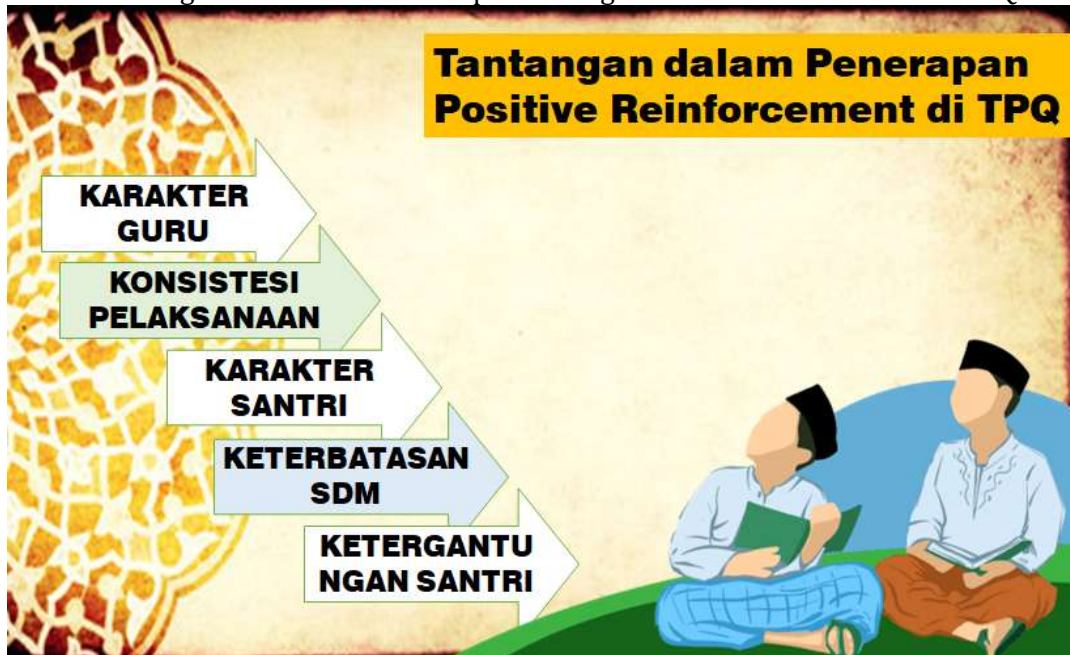 Tantangan dalam Penerapan
Positive Reinforcement di TPQ
KARAKTER
GURU
KONSISTESI
PELAKSANAAN
KARAKTER
SANTRI
KETERBATASAN
SDM
KETERGANTU
NGAN SANTRI